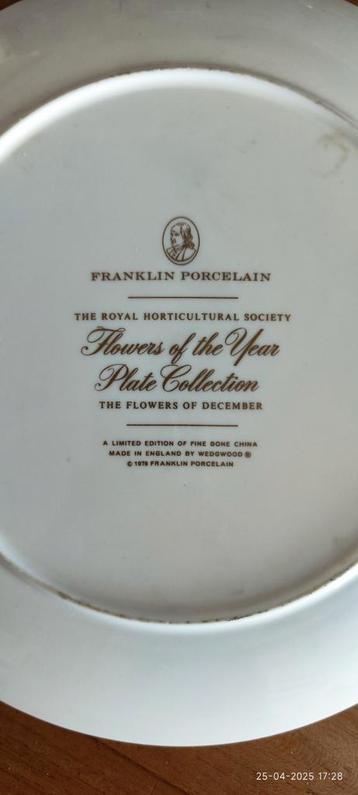 FRANKLIN PORCELAIN
THE ROYAL HORTICULTURAL SOCIETY
Flowers of the Year
Plate Collection
THE FLOWERS OF DECEMBER
A LIMITED EDITION OF FINE BONE CHINA
MADE IN ENGLAND BY WEDGWOOD ®
© 1978 FRANKLIN PORCELAIN
25-04-2025 17:28